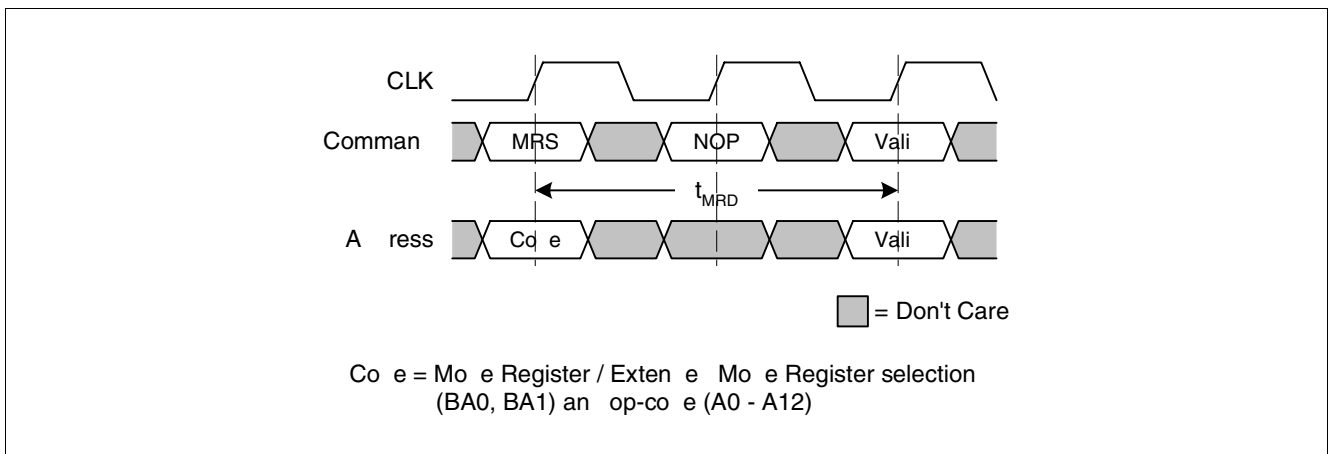 CLK
Comman
MRS NOP Vali
tMRD
A ress
Co e Vali
= Don't Care
Co e = Mo e Register / Exten e Mo e Register selection
(BA0, BA1) an op-co e (A0 - A12)